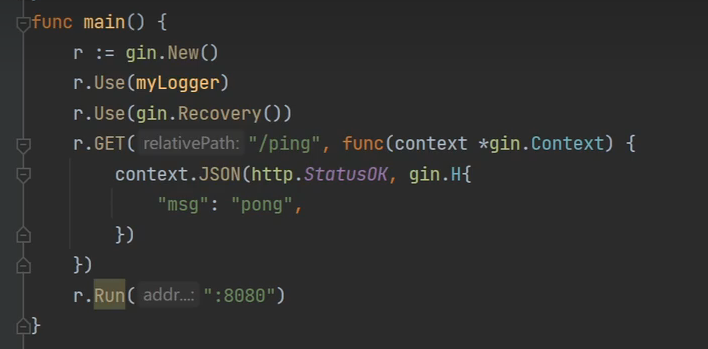 func main() {
    r := gin.New()
    r.Use(myLogger)
    r.Use(gin.Recovery())
    r.GET( relativePath: "/ping", func(context *gin.Context) {
        context.JSON(http.StatusOK, gin.H{
            "msg": "pong",
        })
    })
    r.Run( addr...: ":8080")
}